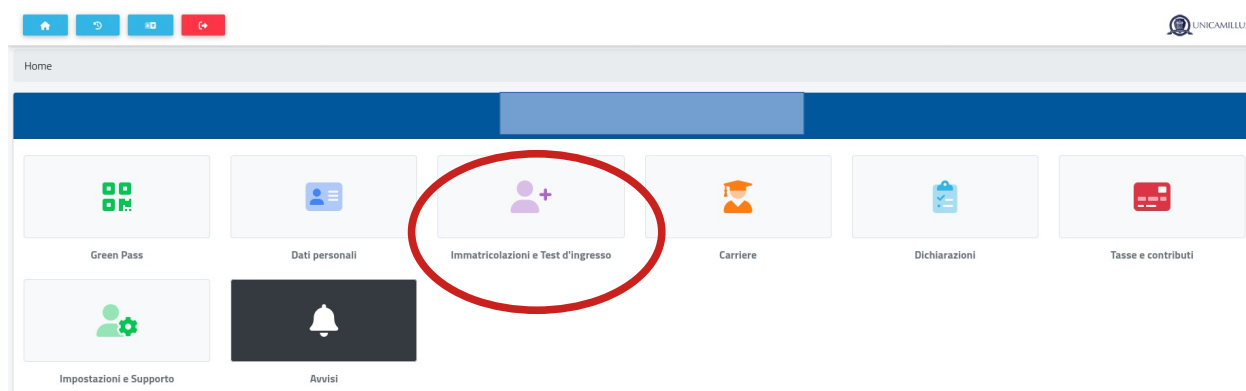 UNICAMILLU
Home
Green Pass
Dati personali
Immatricolazioni e Test d'ingresso
Carriere
Dichiarazioni
Tasse e contributi
Impostazioni e Supporto
Avvisi